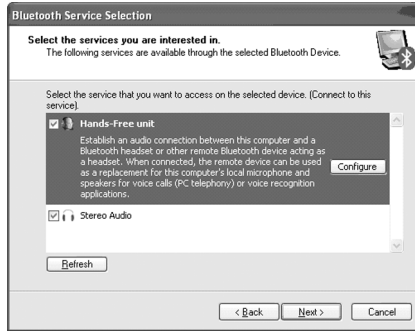 Bluetooth Service Selection
Select the services you are interested in.
The following services are available through the selected Bluetooth Device.
Select the service that you want to access on the selected device. (Connect to this
service).
Hands-Free unit
Establish an audio connection between this computer and a
Bluetooth headset or other remote Bluetooth device acting as
a headset. When connected, the remote device can be used
as a replacement for this computer's local microphone and
speakers for voice calls (PC telephony) or voice recognition
applications.
Configure
Stereo Audio
Refresh
< Back
Next >
Cancel